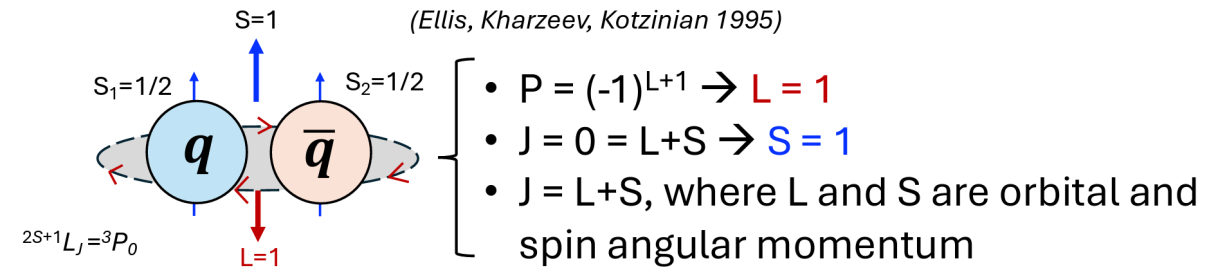 S=1
(Ellis, Kharzeev, Kotzinian 1995)
S₁=1/2
S₂=1/2
q
q̅
²ˢ⁺¹L_J=³P₀
L=1
• P = (-1)ᴸ⁺¹ → L = 1
• J = 0 = L+S → S = 1
• J = L+S, where L and S are orbital and
spin angular momentum